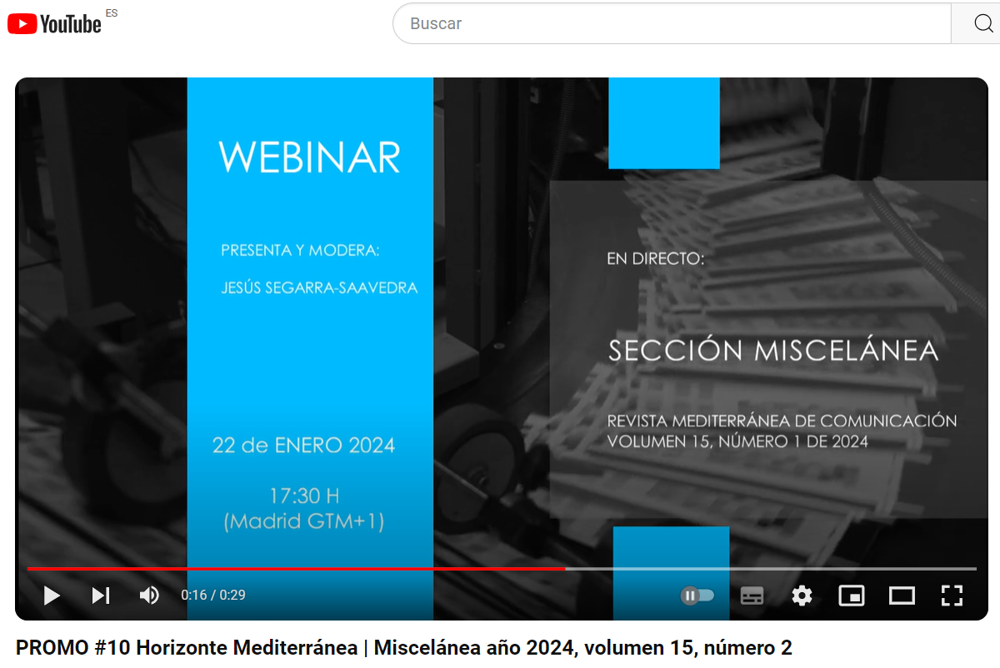 YouTube ES
Buscar
WEBINAR
PRESENTA Y MODERA:
JESÚS SEGARRA-SAAVEDRA
22 de ENERO 2024
17:30 H
(Madrid GTM+1)
EN DIRECTO:
SECCIÓN MISCELÁNEA
REVISTA MEDITERRÁNEA DE COMUNICACIÓN
VOLUMEN 15, NÚMERO 1 DE 2024
0:16 / 0:29
PROMO #10 Horizonte Mediterránea | Miscelánea año 2024, volumen 15, número 2